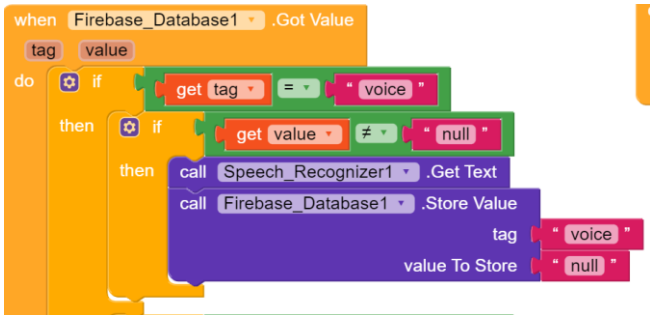 when Firebase_Database1 .Got Value
tag value
do if get tag = " voice "
then if get value ≠ " null "
then call Speech_Recognizer1 .Get Text
call Firebase_Database1 .Store Value
tag " voice "
value To Store " null "